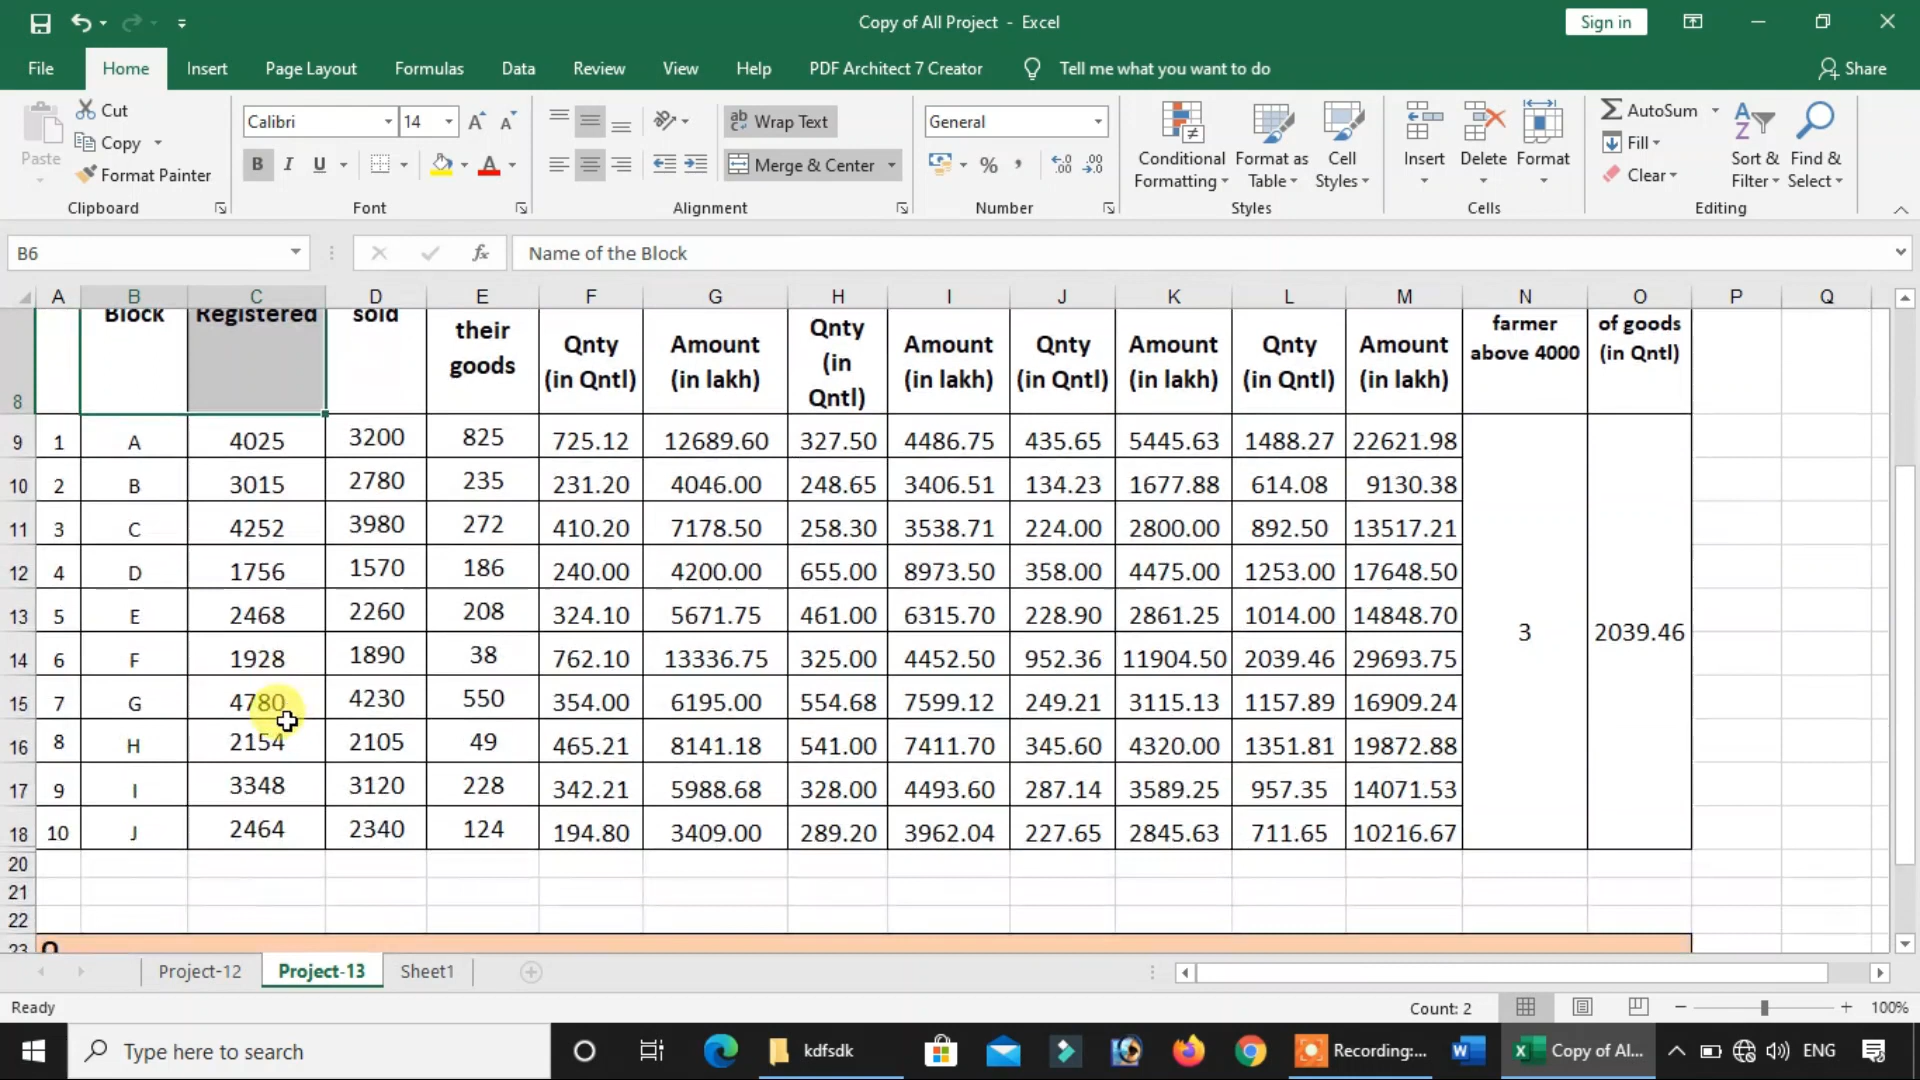 Copy of All Project - Excel
Sign in
File Home Insert Page Layout Formulas Data Review View Help PDF Architect 7 Creator Tell me what you want to do Share
Paste
Cut
Copy
Format Painter
Clipboard
Calibri 14
B I U
Font
Wrap Text
Merge & Center
Alignment
General
%
Number
Conditional Formatting
Format as Table
Cell Styles
Styles
Insert
Delete
Format
Cells
AutoSum
Fill
Clear
Sort & Filter
Find & Select
Editing
B6 fx Name of the Block
A B C D E F G H I J K L M N O P Q
8 Block Registered sold their goods Qnty (in Qntl) Amount (in lakh) Qnty (in Qntl) Amount (in lakh) Qnty (in Qntl) Amount (in lakh) Qnty (in Qntl) Amount (in lakh) farmer above 4000 of goods (in Qntl)
9 1 A 4025 3200 825 725.12 12689.60 327.50 4486.75 435.65 5445.63 1488.27 22621.98
10 2 B 3015 2780 235 231.20 4046.00 248.65 3406.51 134.23 1677.88 614.08 9130.38
11 3 C 4252 3980 272 410.20 7178.50 258.30 3538.71 224.00 2800.00 892.50 13517.21
12 4 D 1756 1570 186 240.00 4200.00 655.00 8973.50 358.00 4475.00 1253.00 17648.50
13 5 E 2468 2260 208 324.10 5671.75 461.00 6315.70 228.90 2861.25 1014.00 14848.70
3 2039.46
14 6 F 1928 1890 38 762.10 13336.75 325.00 4452.50 952.36 11904.50 2039.46 29693.75
15 7 G 4780 4230 550 354.00 6195.00 554.68 7599.12 249.21 3115.13 1157.89 16909.24
16 8 H 2154 2105 49 465.21 8141.18 541.00 7411.70 345.60 4320.00 1351.81 19872.88
17 9 I 3348 3120 228 342.21 5988.68 328.00 4493.60 287.14 3589.25 957.35 14071.53
18 10 J 2464 2340 124 194.80 3409.00 289.20 3962.04 227.65 2845.63 711.65 10216.67
20
21
22
23
Project-12 Project-13 Sheet1
Ready Count: 2 100%
Type here to search kdfsdk Recording:... Copy of Al... ENG